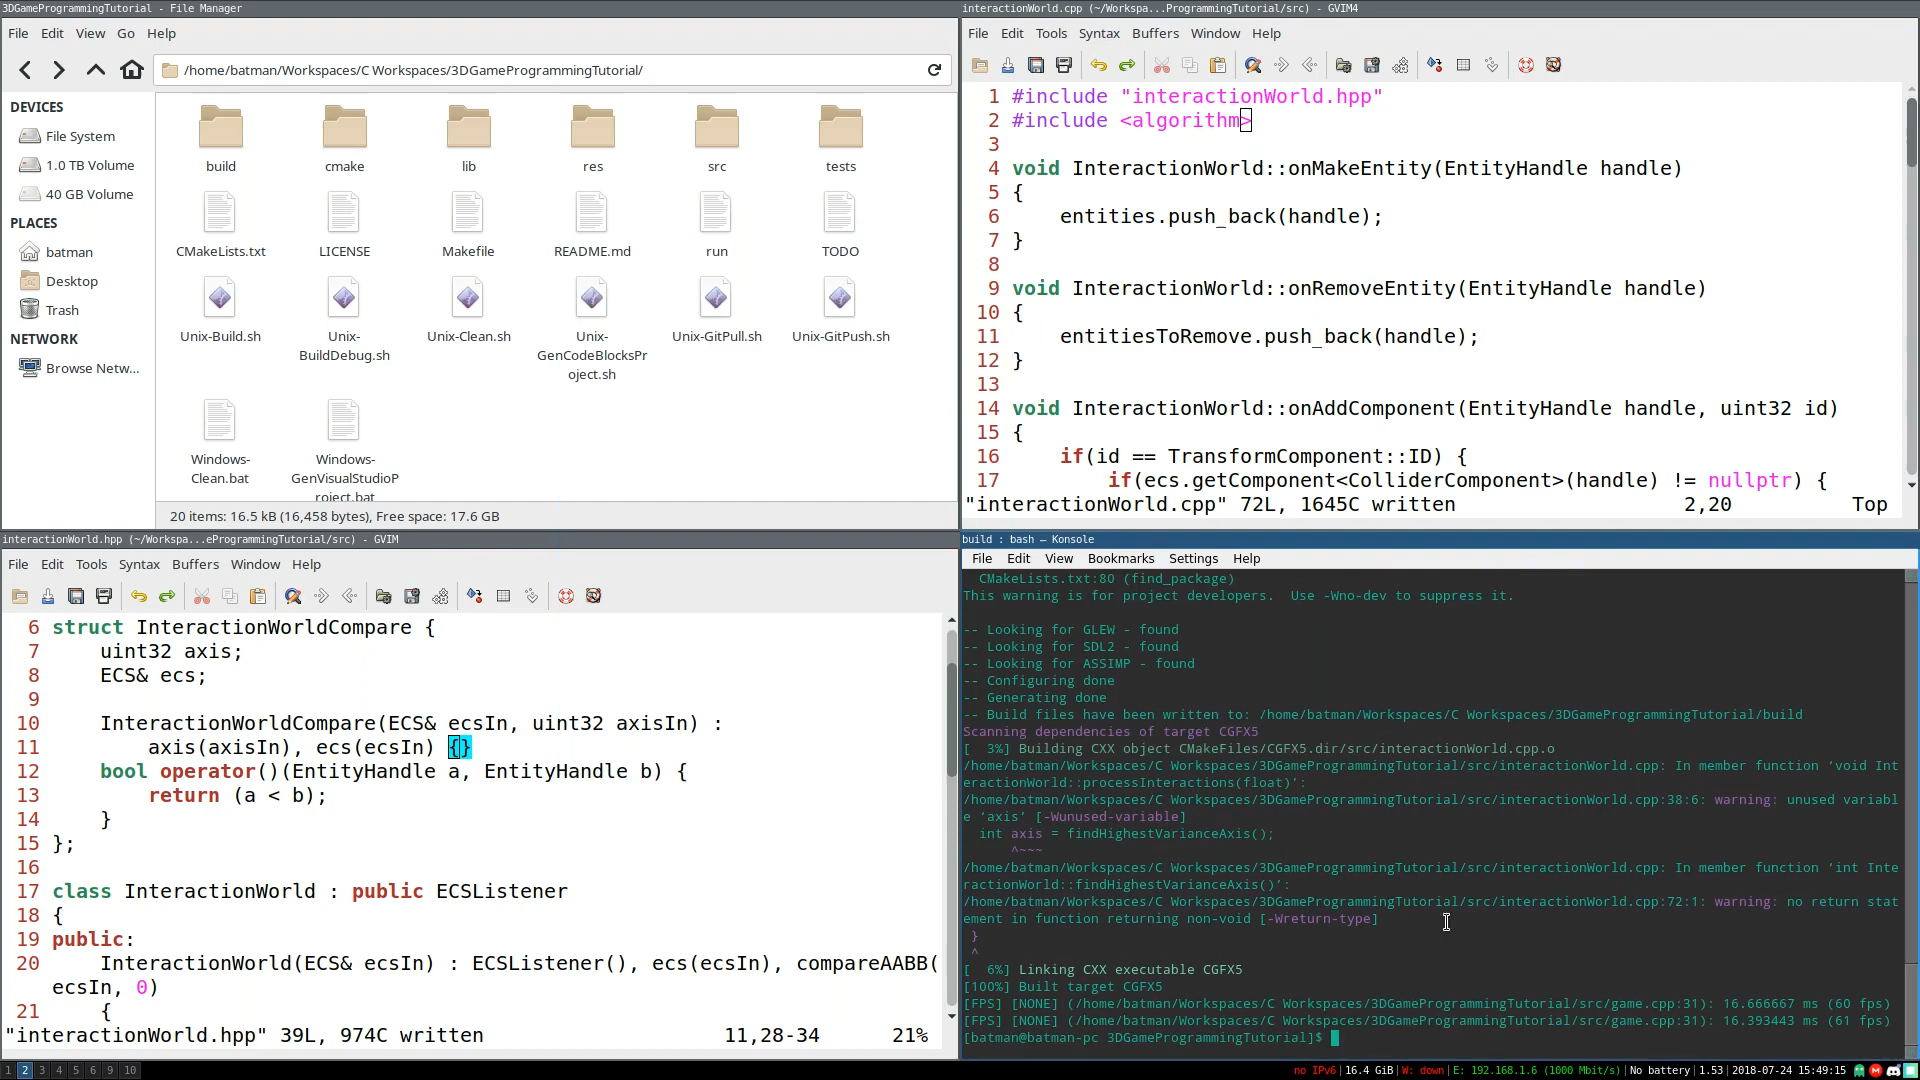 3DGameProgrammingTutorial - File Manager
File Edit View Go Help
/home/batman/Workspaces/C Workspaces/3DGameProgrammingTutorial/
DEVICES
File System
1.0 TB Volume
40 GB Volume
PLACES
batman
Desktop
Trash
NETWORK
Browse Netw...
build cmake lib res src tests
CMakeLists.txt LICENSE Makefile README.md run TODO
Unix-Build.sh Unix-BuildDebug.sh Unix-Clean.sh Unix-GenCodeBlocksProject.sh Unix-GitPull.sh Unix-GitPush.sh
Windows-Clean.bat Windows-GenVisualStudioProject.bat
20 items: 16.5 kB (16,458 bytes), Free space: 17.6 GB
interactionWorld.cpp (~/Workspa...ProgrammingTutorial/src) - GVIM4
File Edit Tools Syntax Buffers Window Help
1 #include "interactionWorld.hpp"
2 #include <algorithm>
3
4 void InteractionWorld::onMakeEntity(EntityHandle handle)
5 {
6     entities.push_back(handle);
7 }
8
9 void InteractionWorld::onRemoveEntity(EntityHandle handle)
10 {
11     entitiesToRemove.push_back(handle);
12 }
13
14 void InteractionWorld::onAddComponent(EntityHandle handle, uint32 id)
15 {
16     if(id == TransformComponent::ID) {
17         if(ecs.getComponent<ColliderComponent>(handle) != nullptr) {
"interactionWorld.cpp" 72L, 1645C written 2,20 Top
interactionWorld.hpp (~/Workspa...eProgrammingTutorial/src) - GVIM
File Edit Tools Syntax Buffers Window Help
6 struct InteractionWorldCompare {
7     uint32 axis;
8     ECS& ecs;
9
10     InteractionWorldCompare(ECS& ecsIn, uint32 axisIn) :
11         axis(axisIn), ecs(ecsIn) {}
12     bool operator()(EntityHandle a, EntityHandle b) {
13         return (a < b);
14     }
15 };
16
17 class InteractionWorld : public ECSListener
18 {
19 public:
20     InteractionWorld(ECS& ecsIn) : ECSListener(), ecs(ecsIn), compareAABB(
ecsIn, 0)
21     {
"interactionWorld.hpp" 39L, 974C written 11,28-34 21%
build : bash — Konsole
File Edit View Bookmarks Settings Help
CMakeLists.txt:80 (find_package)
This warning is for project developers.  Use -Wno-dev to suppress it.
-- Looking for GLEW - found
-- Looking for SDL2 - found
-- Looking for ASSIMP - found
-- Configuring done
-- Generating done
-- Build files have been written to: /home/batman/Workspaces/C Workspaces/3DGameProgrammingTutorial/build
Scanning dependencies of target CGFX5
[  3%] Building CXX object CMakeFiles/CGFX5.dir/src/interactionWorld.cpp.o
/home/batman/Workspaces/C Workspaces/3DGameProgrammingTutorial/src/interactionWorld.cpp: In member function ‘void Int
eractionWorld::processInteractions(float)’:
/home/batman/Workspaces/C Workspaces/3DGameProgrammingTutorial/src/interactionWorld.cpp:38:6: warning: unused variabl
e ‘axis’ [-Wunused-variable]
int axis = findHighestVarianceAxis();
^~~~
/home/batman/Workspaces/C Workspaces/3DGameProgrammingTutorial/src/interactionWorld.cpp: In member function ‘int Inte
ractionWorld::findHighestVarianceAxis()’:
/home/batman/Workspaces/C Workspaces/3DGameProgrammingTutorial/src/interactionWorld.cpp:72:1: warning: no return stat
ement in function returning non-void [-Wreturn-type]
}
^
[  6%] Linking CXX executable CGFX5
[100%] Built target CGFX5
[FPS] [NONE] (/home/batman/Workspaces/C Workspaces/3DGameProgrammingTutorial/src/game.cpp:31): 16.666667 ms (60 fps)
[FPS] [NONE] (/home/batman/Workspaces/C Workspaces/3DGameProgrammingTutorial/src/game.cpp:31): 16.393443 ms (61 fps)
[batman@batman-pc 3DGameProgrammingTutorial]$
1 2 3 4 5 6 9 10
no IPv6|16.4 GiB|W: down|E: 192.168.1.6 (1000 Mbit/s)|No battery|1.53|2018-07-24 15:49:15